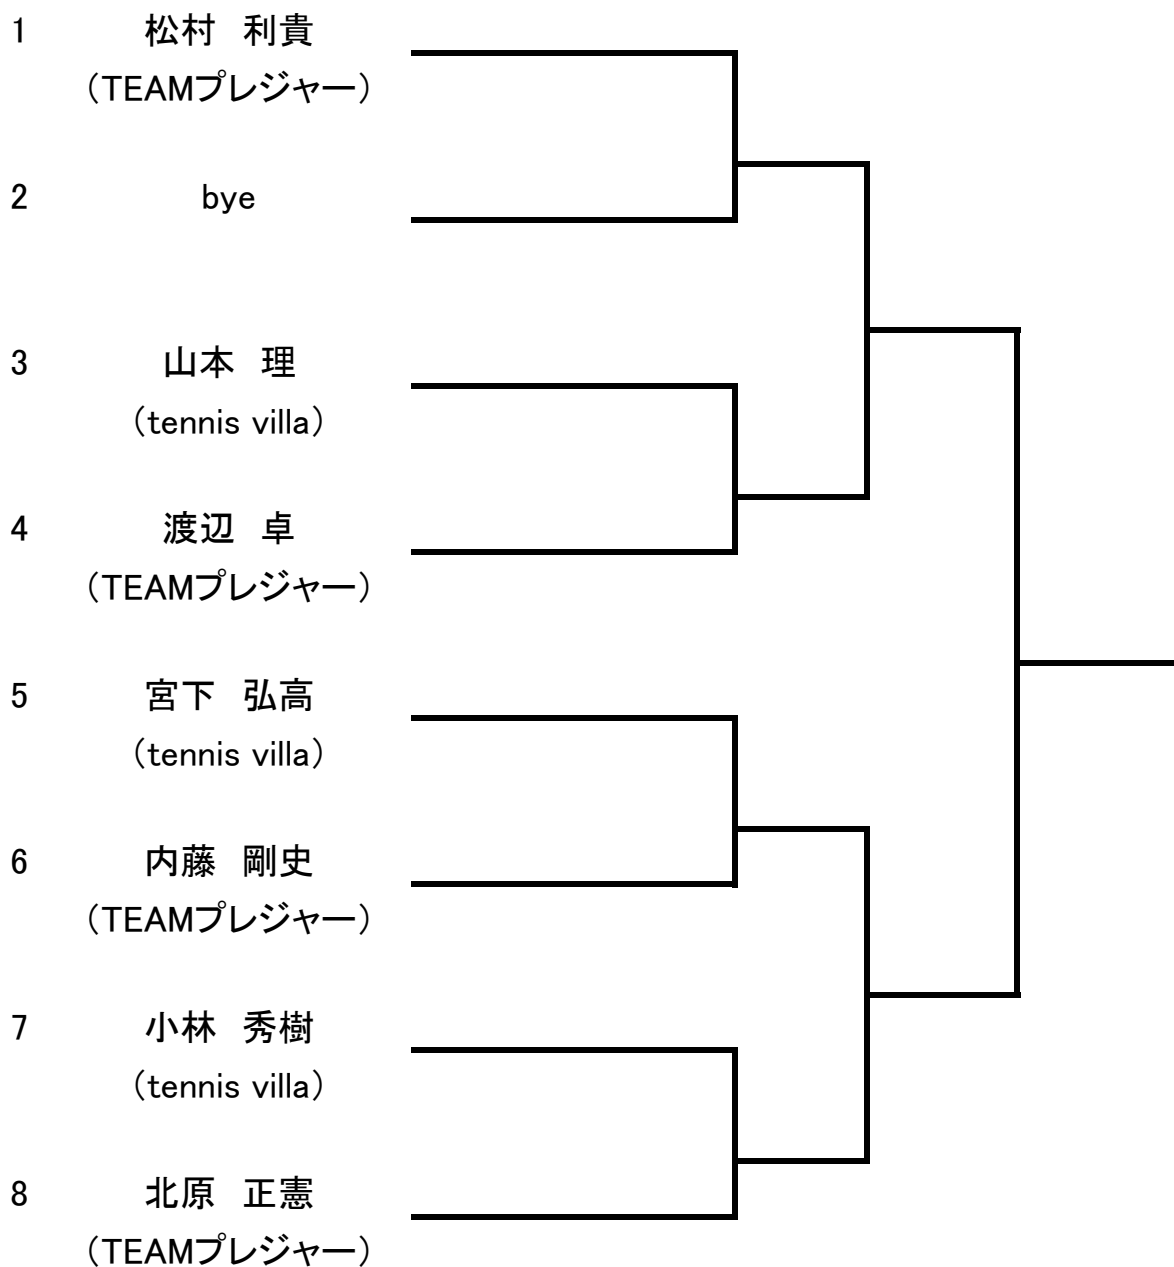 1 松村　利貴
（TEAMプレジャー）
2 bye
3 山本　理
（tennis villa）
4 渡辺　卓
（TEAMプレジャー）
5 宮下　弘高
（tennis villa）
6 内藤　剛史
（TEAMプレジャー）
7 小林　秀樹
（tennis villa）
8 北原　正憲
（TEAMプレジャー）